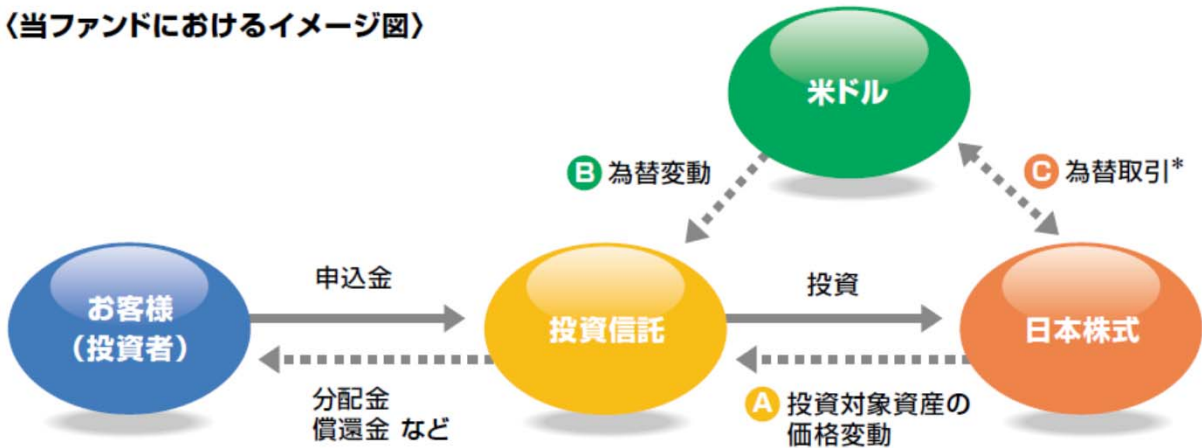 〈当ファンドにおけるイメージ図〉
米ドル
B 為替変動
C 為替取引*
お客様
（投資者）
申込金
投資信託
投資
日本株式
分配金
償還金 など
A 投資対象資産の
価格変動